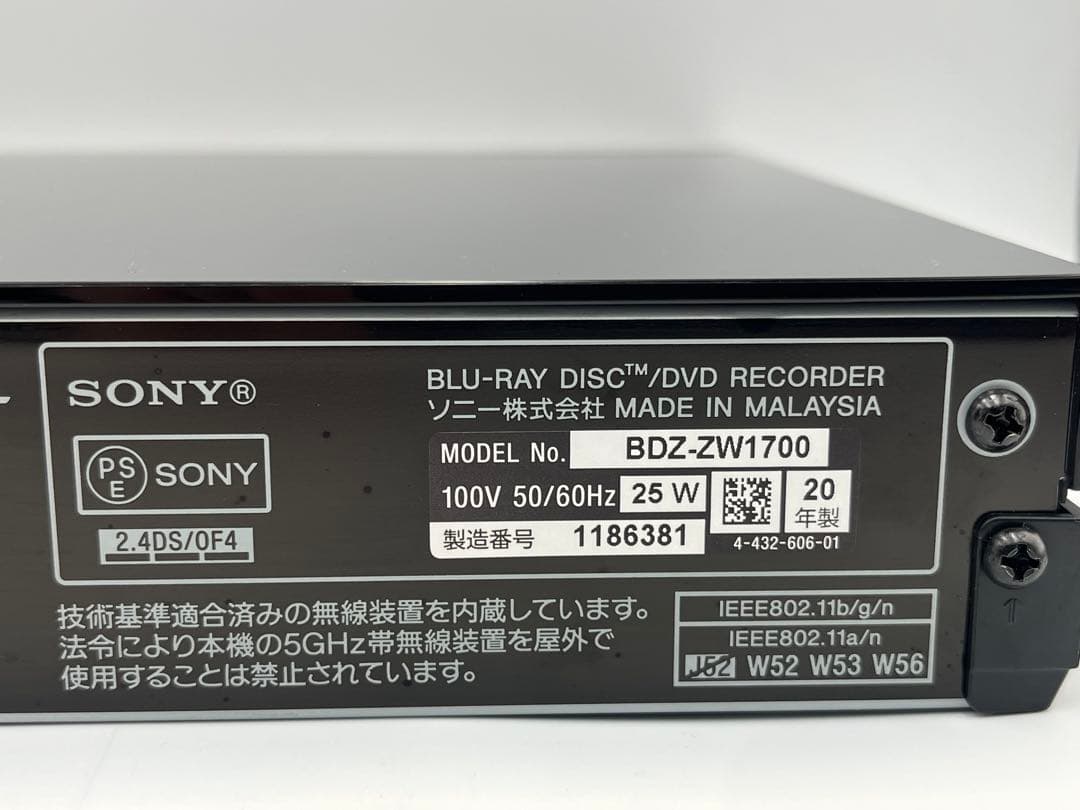 SONY®
BLU-RAY DISC™/DVD RECORDER
ソニー株式会社 MADE IN MALAYSIA
PSE SONY
MODEL No. BDZ-ZW1700
100V 50/60Hz 25 W
20
年製
2.4DS/OF4
製造番号 1186381
4-432-606-01
技術基準適合済みの無線装置を内蔵しています。
法令により本機の5GHz帯無線装置を屋外で
使用することは禁止されています。
IEEE802.11b/g/n
IEEE802.11a/n
J52 W52 W53 W56
↑